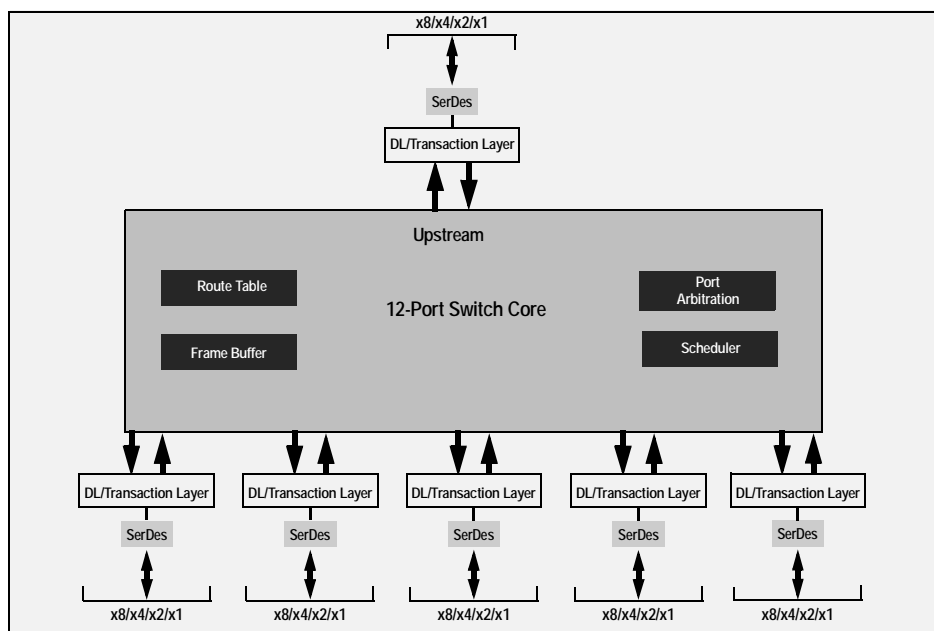 x8/x4/x2/x1
SerDes
DL/Transaction Layer
Upstream
Route Table
Port
Arbitration
12-Port Switch Core
Frame Buffer
Scheduler
DL/Transaction Layer
DL/Transaction Layer
DL/Transaction Layer
DL/Transaction Layer
DL/Transaction Layer
SerDes
SerDes
SerDes
SerDes
SerDes
x8/x4/x2/x1
x8/x4/x2/x1
x8/x4/x2/x1
x8/x4/x2/x1
x8/x4/x2/x1